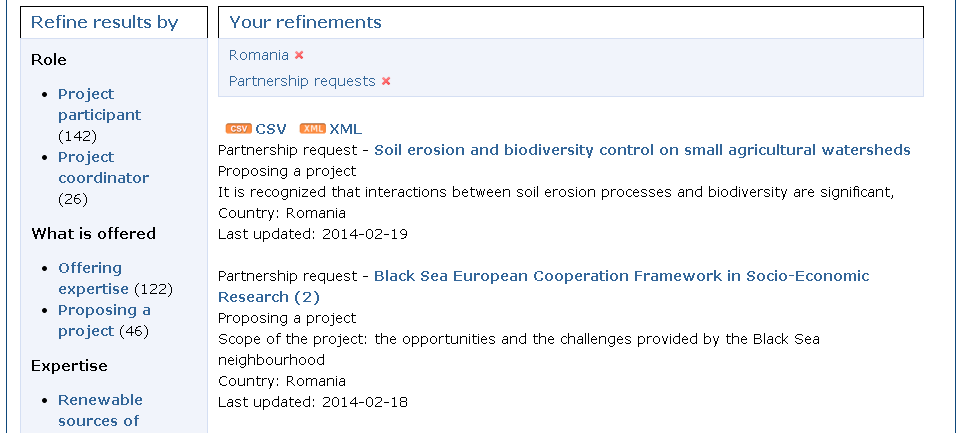 Refine results by
Role
Project
participant
(142)
Project
coordinator
(26)
What is offered
Offering
expertise (122)
Proposing a
project (46)
Expertise
Renewable
sources of
Your refinements
Romania
Partnership requests
CSV CSV XML XML
Partnership request - Soil erosion and biodiversity control on small agricultural watersheds
Proposing a project
It is recognized that interactions between soil erosion processes and biodiversity are significant,
Country: Romania
Last updated: 2014-02-19
Partnership request - Black Sea European Cooperation Framework in Socio-Economic
Research (2)
Proposing a project
Scope of the project: the opportunities and the challenges provided by the Black Sea
neighbourhood
Country: Romania
Last updated: 2014-02-18